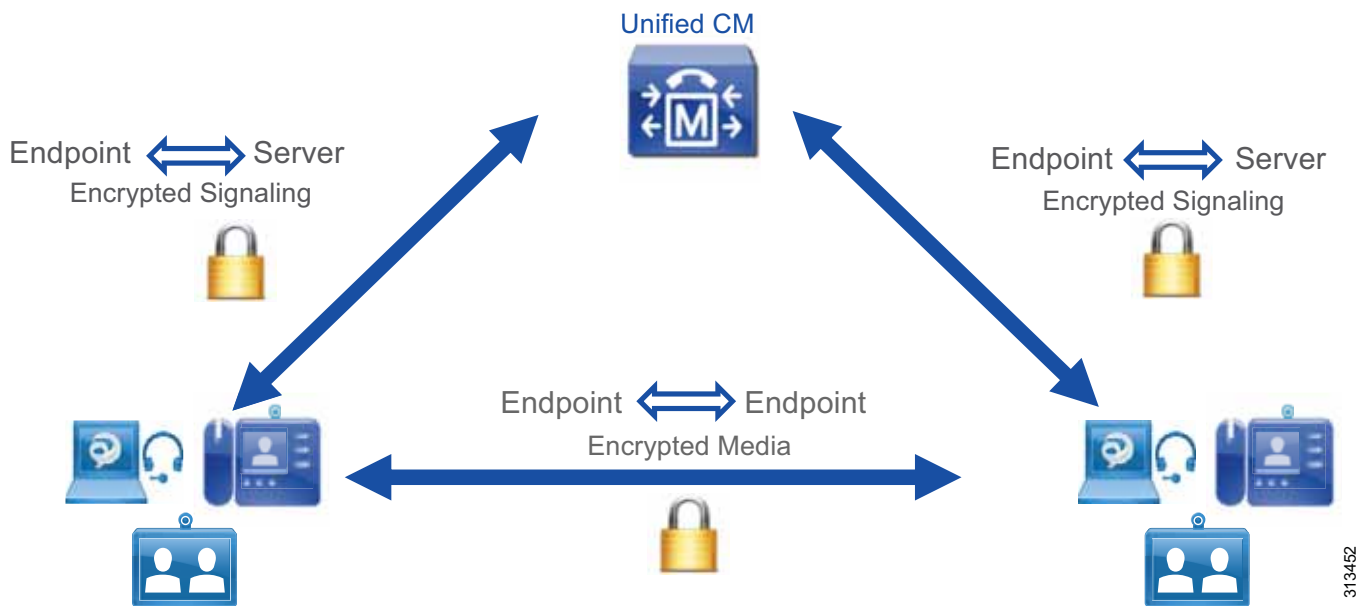 Unified CM
M
Endpoint Server
Encrypted Signaling
Endpoint Server
Encrypted Signaling
Endpoint Endpoint
Encrypted Media
313452